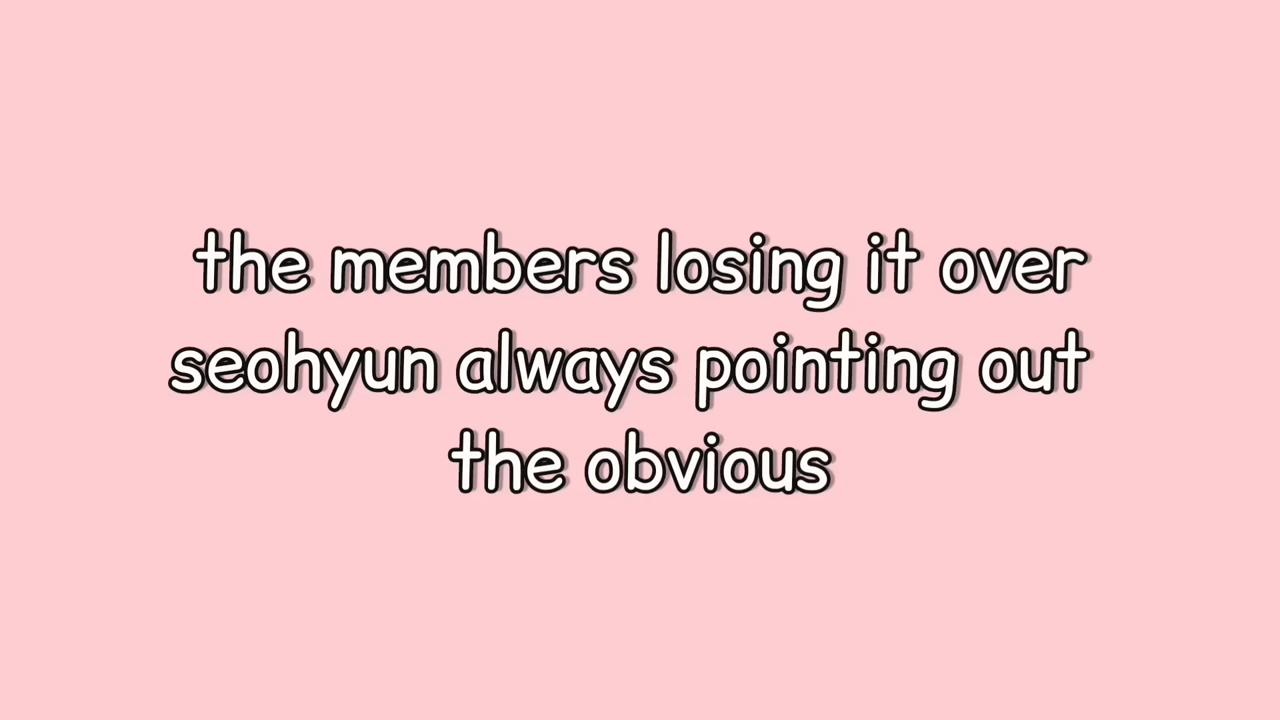 the members losing it over
seohyun always pointing out
the obvious